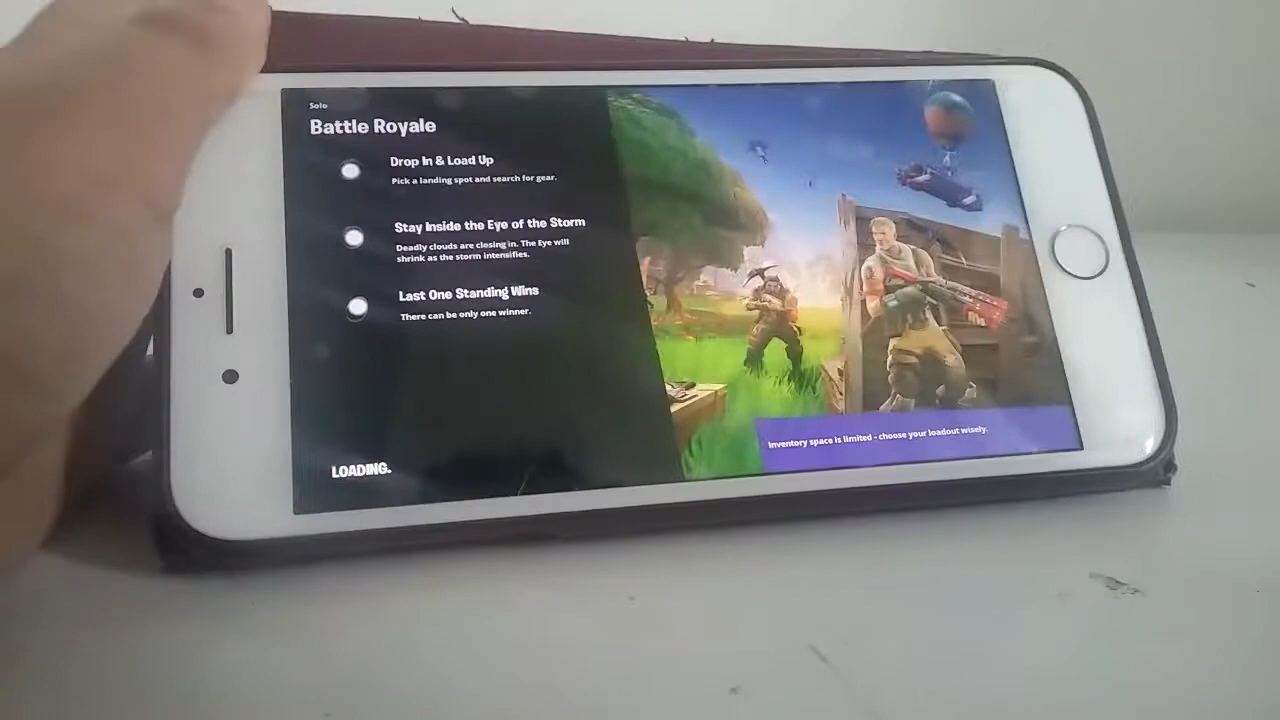 Solo
Battle Royale
Drop In & Load Up
Pick a landing spot and search for gear.
Stay Inside the Eye of the Storm
Deadly clouds are closing in. The Eye will
shrink as the storm intensifies.
Last One Standing Wins
There can be only one winner.
Inventory space is limited - choose your loadout wisely.
LOADING.